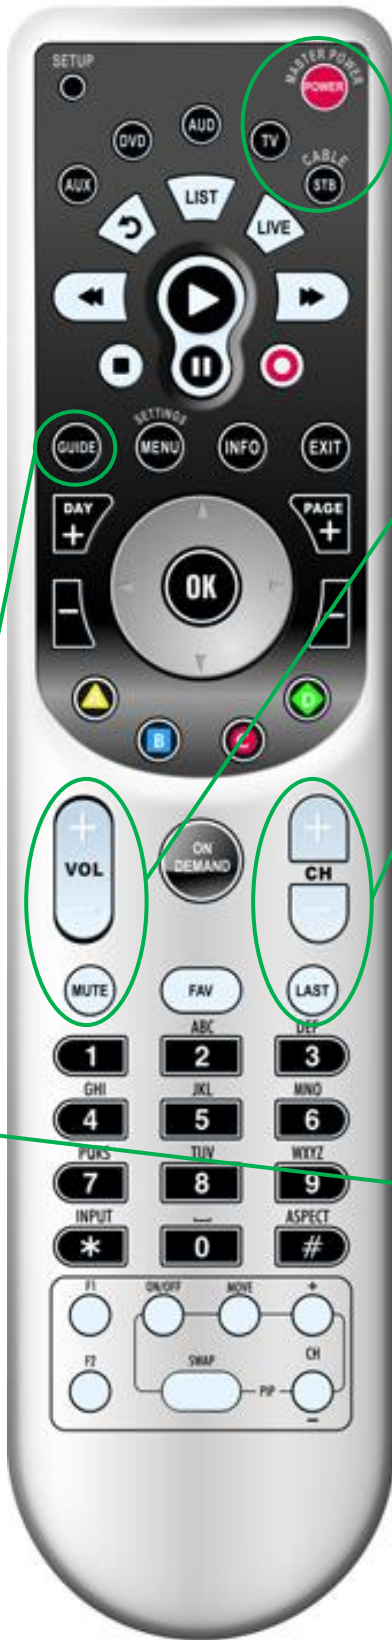 SETUP
MASTER POWER
POWER
AUX
DVD
AUD
TV
CABLE
STB
LIST
LIVE
GUIDE
SETTINGS
MENU
INFO
EXIT
DAY
+
−
PAGE
+
−
OK
A
B
C
D
+
VOL
−
ON
DEMAND
+
CH
−
MUTE
FAV
LAST
ABC DEF
1 2 3
GHI JKL MNO
4 5 6
PQRS TUV WXYZ
7 8 9
INPUT ASPECT
* 0 #
F1 ON/OFF MOVE +
F2 SWAP PIP CH
−